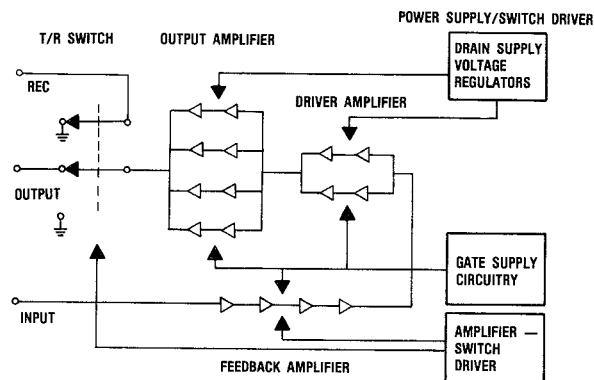 POWER SUPPLY/SWITCH DRIVER
T/R SWITCH
OUTPUT AMPLIFIER
DRAIN SUPPLY
VOLTAGE
REGULATORS
REC
DRIVER AMPLIFIER
OUTPUT
GATE SUPPLY
CIRCUITRY
INPUT
AMPLIFIER —
SWITCH
DRIVER
FEEDBACK AMPLIFIER